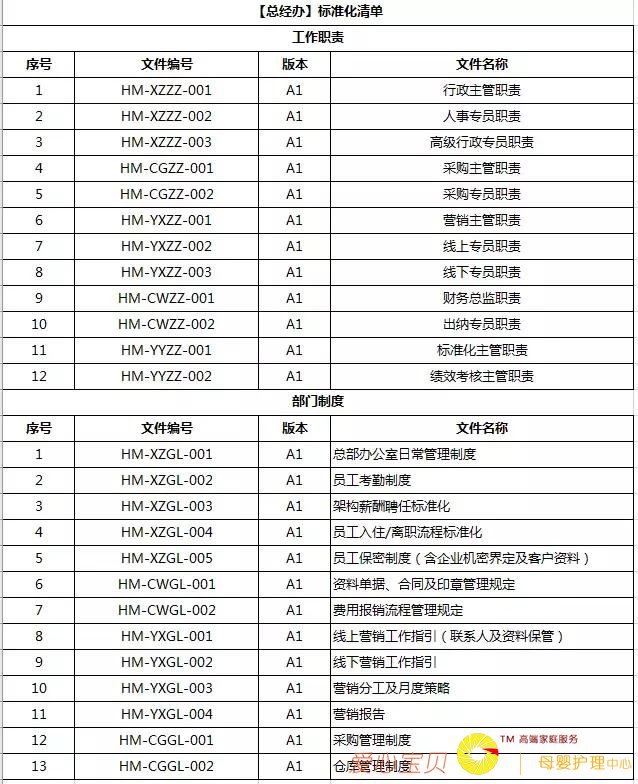 【总经办】标准化清单
工作职责
序号 文件编号 版本 文件名称
1 HM-XZZZ-001 A1 行政主管职责
2 HM-XZZZ-002 A1 人事专员职责
3 HM-XZZZ-003 A1 高级行政专员职责
4 HM-CGZZ-001 A1 采购主管职责
5 HM-CGZZ-002 A1 采购专员职责
6 HM-YXZZ-001 A1 营销主管职责
7 HM-YXZZ-002 A1 线上专员职责
8 HM-YXZZ-003 A1 线下专员职责
9 HM-CWZZ-001 A1 财务总监职责
10 HM-CWZZ-002 A1 出纳专员职责
11 HM-YYZZ-001 A1 标准化主管职责
12 HM-YYZZ-002 A1 绩效考核主管职责
部门制度
序号 文件编号 版本 文件名称
1 HM-XZGL-001 A1 总部办公室日常管理制度
2 HM-XZGL-002 A1 员工考勤制度
3 HM-XZGL-003 A1 架构薪酬聘任标准化
4 HM-XZGL-004 A1 员工入住/离职流程标准化
5 HM-XZGL-005 A1 员工保密制度（含企业机密界定及客户资料）
6 HM-CWGL-001 A1 资料单据、合同及印章管理规定
7 HM-CWGL-002 A1 费用报销流程管理规定
8 HM-YXGL-001 A1 线上营销工作指引（联系人及资料保管）
9 HM-YXGL-002 A1 线下营销工作指引
10 HM-YXGL-003 A1 营销分工及月度策略
11 HM-YXGL-004 A1 营销报告
12 HM-CGGL-001 A1 采购管理制度
13 HM-CGGL-002 A1 仓库管理制度
爱心宝贝
TM 高端家庭服务
母婴护理中心